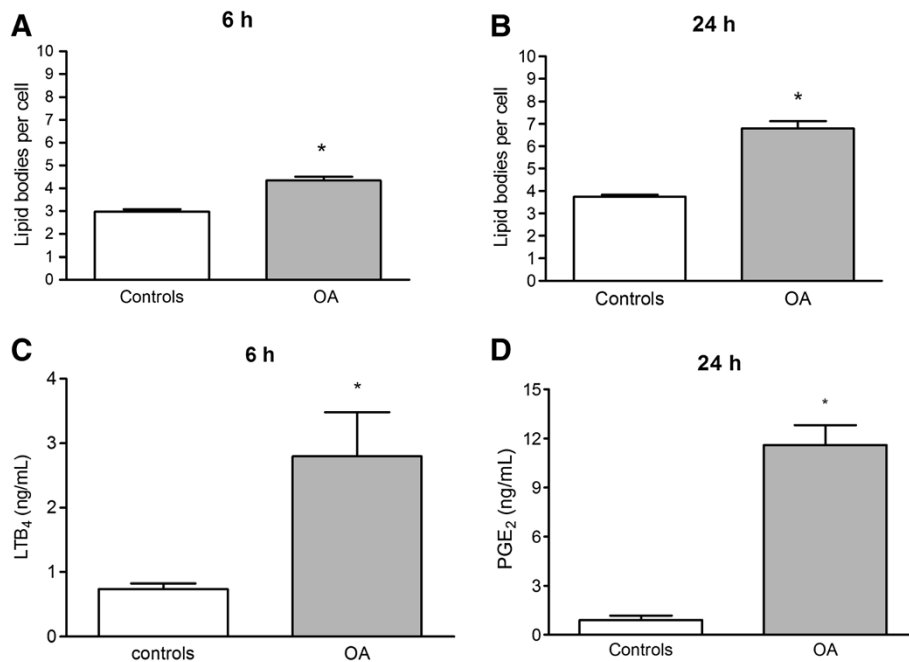 A
6 h
Lipid bodies per cell
10
9
8
7
6
5
4
3
2
1
0
Controls
OA
*
B
24 h
Lipid bodies per cell
10
9
8
7
6
5
4
3
2
1
0
Controls
OA
*
C
6 h
LTB₄ (ng/mL)
4
3
2
1
0
controls
OA
*
D
24 h
PGE₂ (ng/mL)
15
12
9
6
3
0
Controls
OA
*